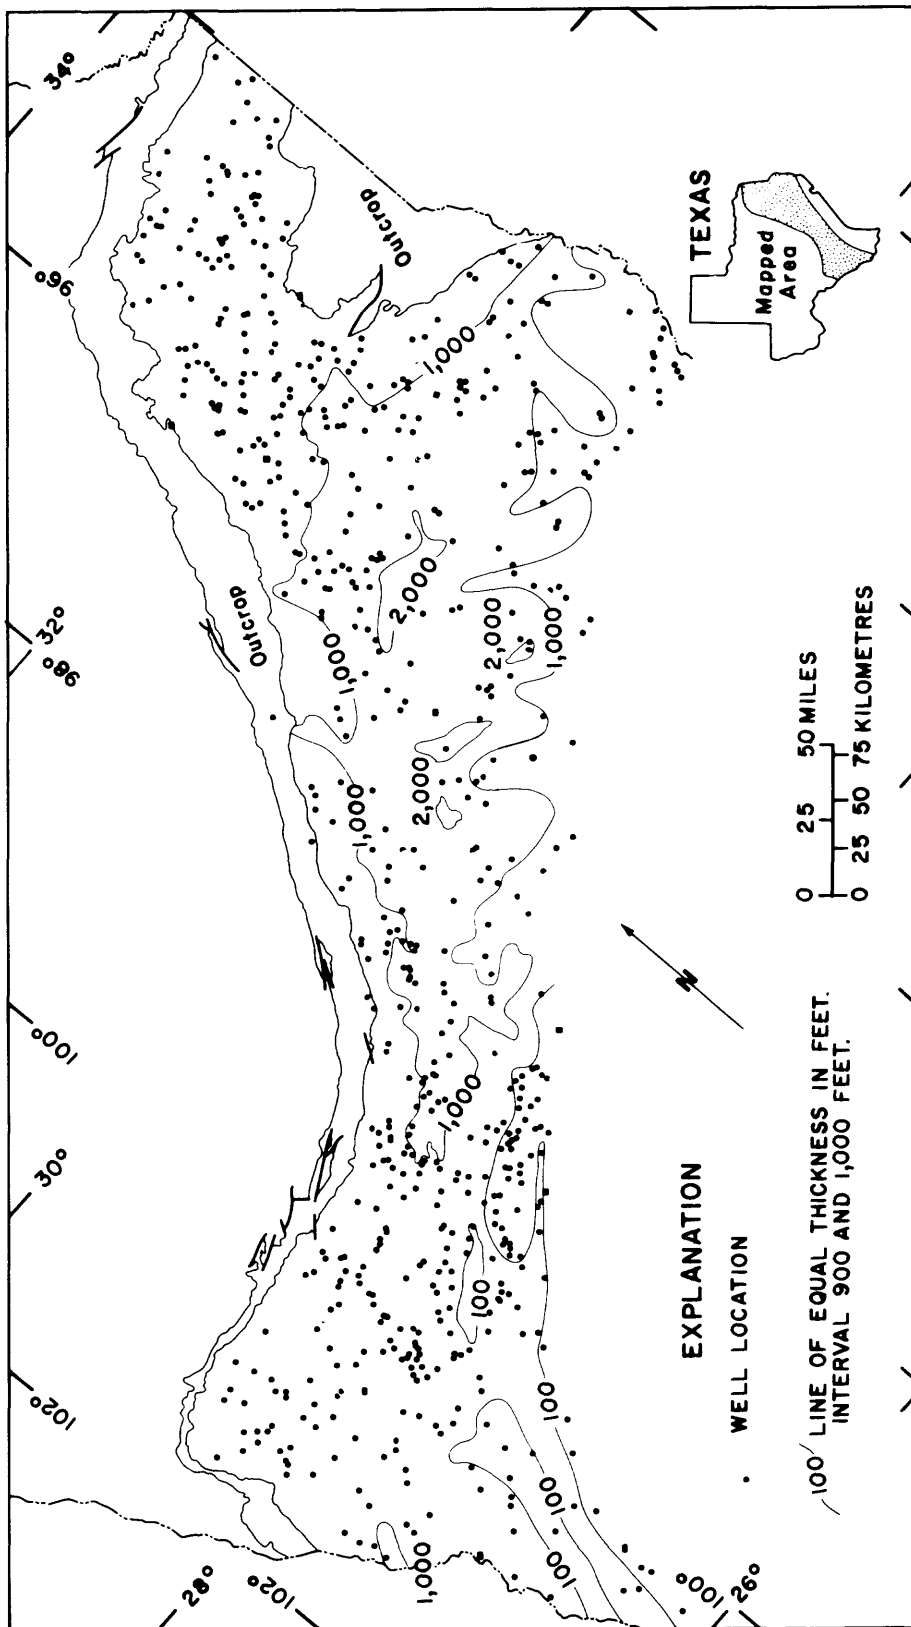 34°
96°
32°
98°
100°
30°
102°
28°
102°
100°
26°
Outcrop
Outcrop
1,000
1,000
2,000
2,000
1,000
1,000
2,000
1,000
100
1,000
100
100
100
TEXAS
Mapped
Area
0 25 50 MILES
0 25 50 75 KILOMETRES
N
EXPLANATION
• WELL LOCATION
100 LINE OF EQUAL THICKNESS IN FEET.
INTERVAL 900 AND 1,000 FEET.